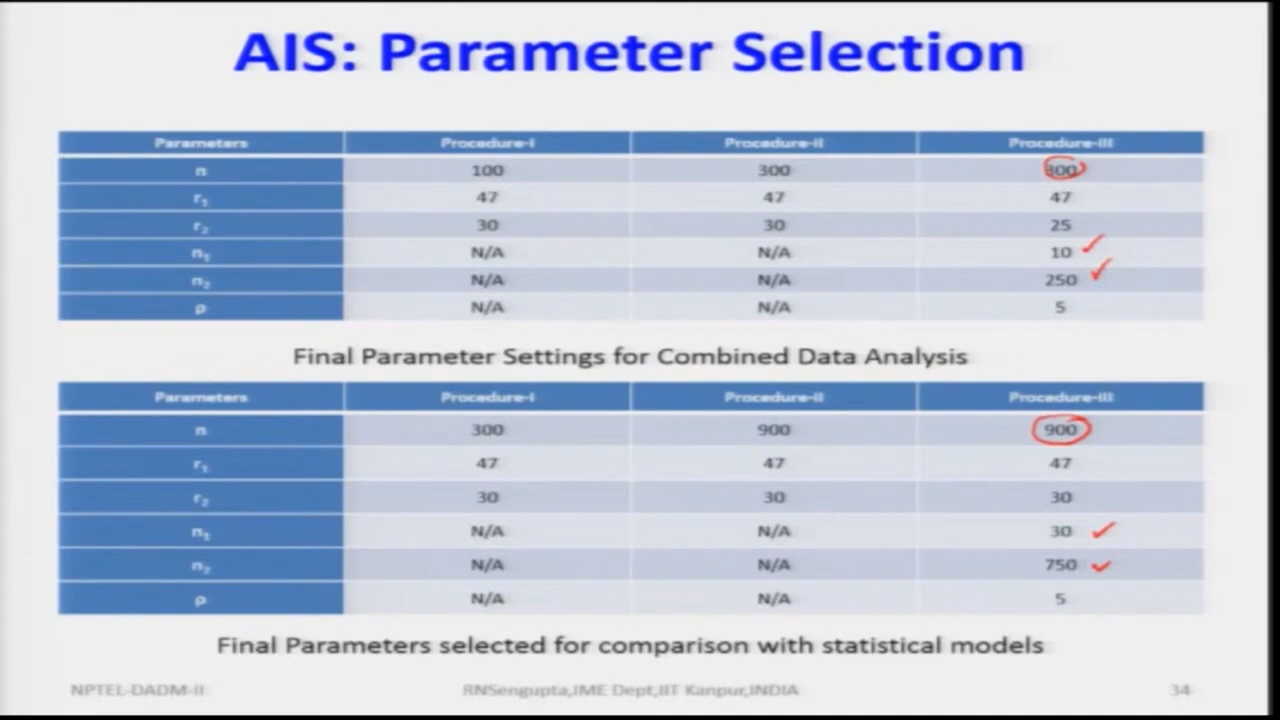 AIS: Parameter Selection
Parameters Procedure-I Procedure-II Procedure-III
n 100 300 300
r₁ 47 47 47
r₂ 30 30 25
n₁ N/A N/A 10
n₂ N/A N/A 250
ρ N/A N/A 5
Final Parameter Settings for Combined Data Analysis
Parameters Procedure-I Procedure-II Procedure-III
n 300 900 900
r₁ 47 47 47
r₂ 30 30 30
n₁ N/A N/A 30
n₂ N/A N/A 750
ρ N/A N/A 5
Final Parameters selected for comparison with statistical models
NPTEL-DADM-II RNSengupta,IME Dept,IIT Kanpur,INDIA 34